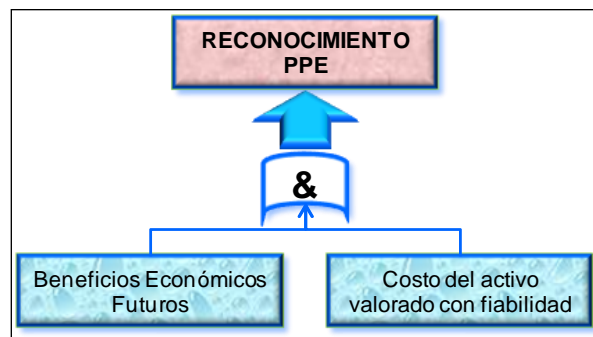 RECONOCIMIENTO
PPE
&
Beneficios Económicos
Futuros
Costo del activo
valorado con fiabilidad